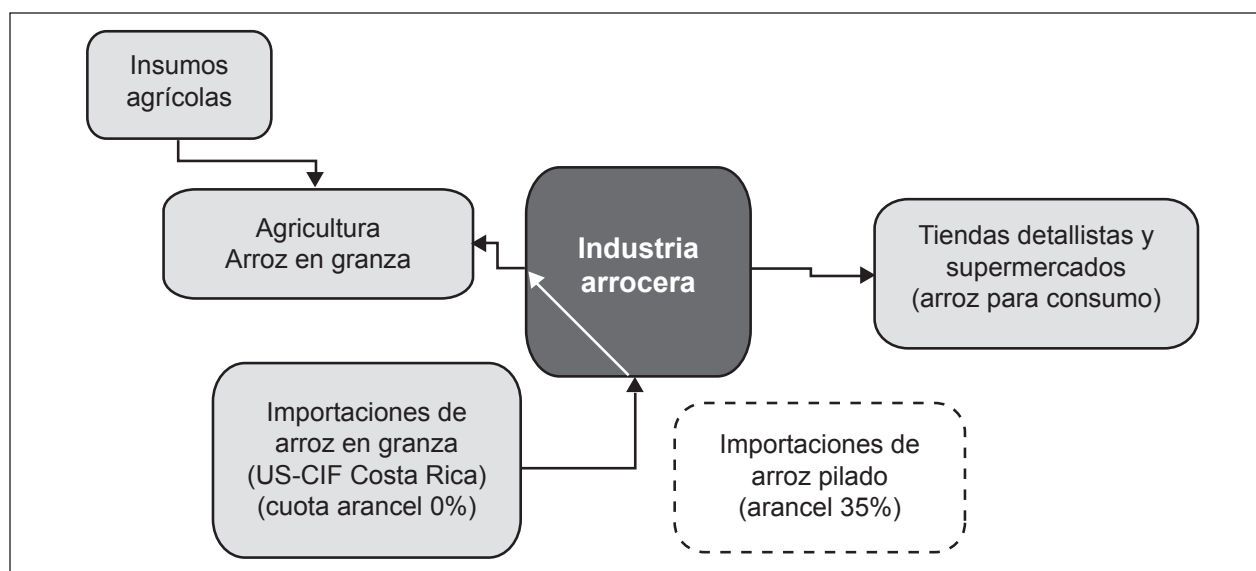 Insumos
agrícolas
Agricultura
Arroz en granza
Industria
arrocera
Tiendas detallistas y
supermercados
(arroz para consumo)
Importaciones de
arroz en granza
(US-CIF Costa Rica)
(cuota arancel 0%)
Importaciones de
arroz pilado
(arancel 35%)